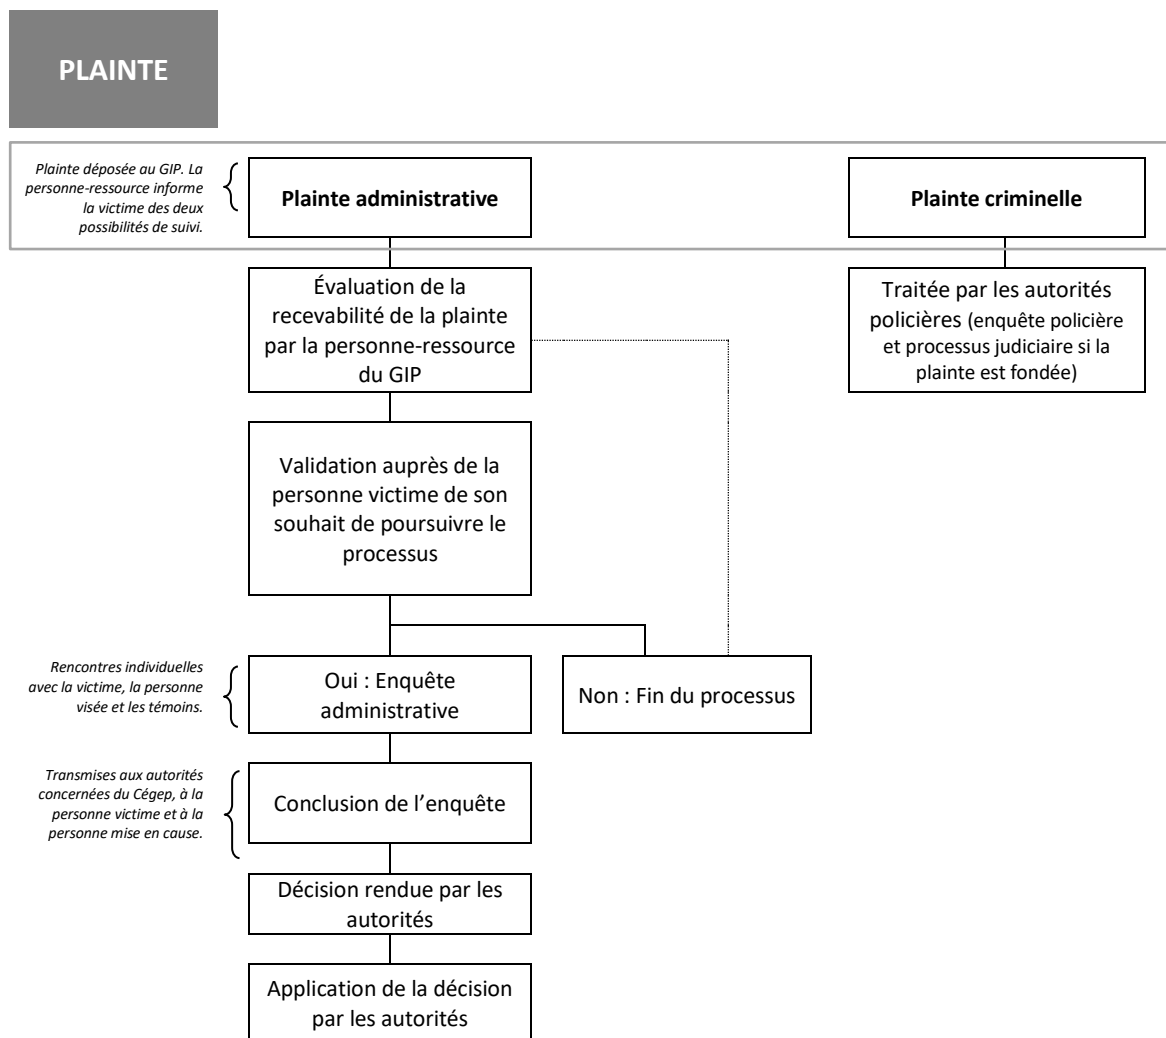 PLAINTE
Plainte déposée au GIP. La
personne-ressource informe
la victime des deux
possibilités de suivi.
Plainte administrative
Plainte criminelle
Évaluation de la
recevabilité de la plainte
par la personne-ressource
du GIP
Traitée par les autorités
policières (enquête policière
et processus judiciaire si la
plainte est fondée)
Validation auprès de la
personne victime de son
souhait de poursuivre le
processus
Rencontres individuelles
avec la victime, la personne
visée et les témoins.
Oui : Enquête
administrative
Non : Fin du processus
Transmises aux autorités
concernées du Cégep, à la
personne victime et à la
personne mise en cause.
Conclusion de l’enquête
Décision rendue par les
autorités
Application de la décision
par les autorités